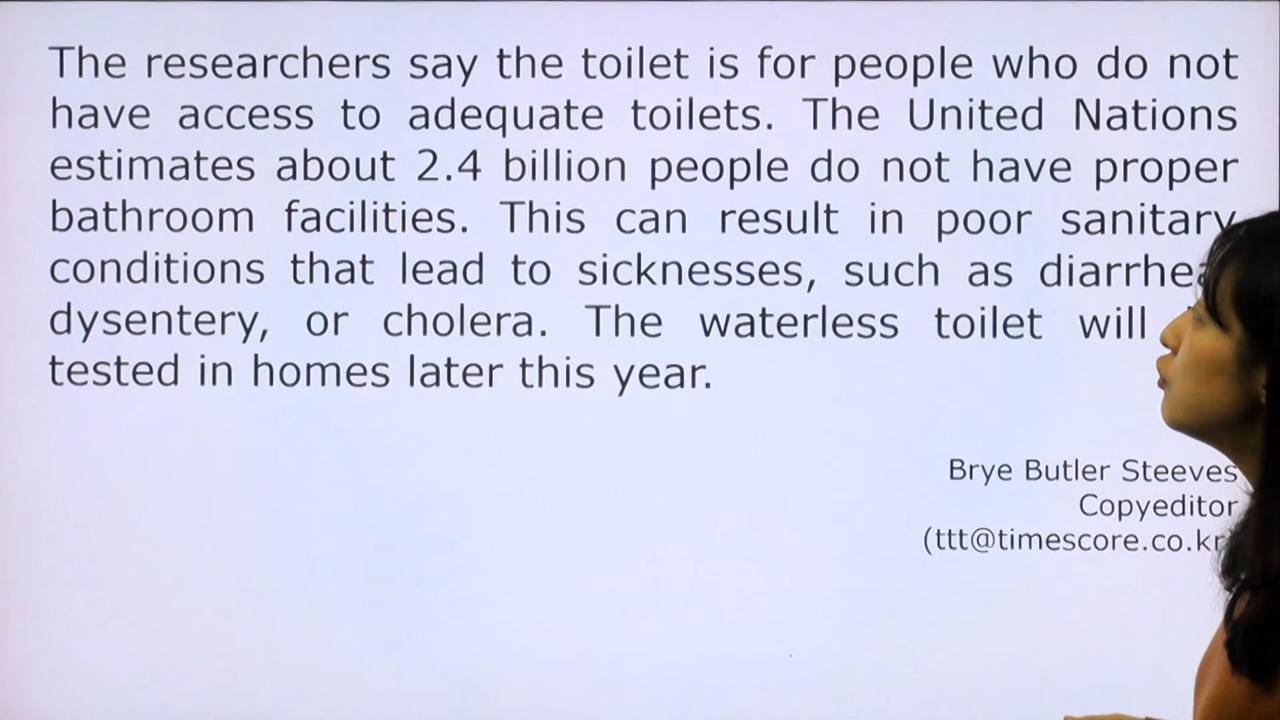 The researchers say the toilet is for people who do not
have access to adequate toilets. The United Nations
estimates about 2.4 billion people do not have proper
bathroom facilities. This can result in poor sanitary
conditions that lead to sicknesses, such as diarrhea
dysentery, or cholera. The waterless toilet will
tested in homes later this year.
Brye Butler Steeves
Copyeditor
(ttt@timescore.co.kr